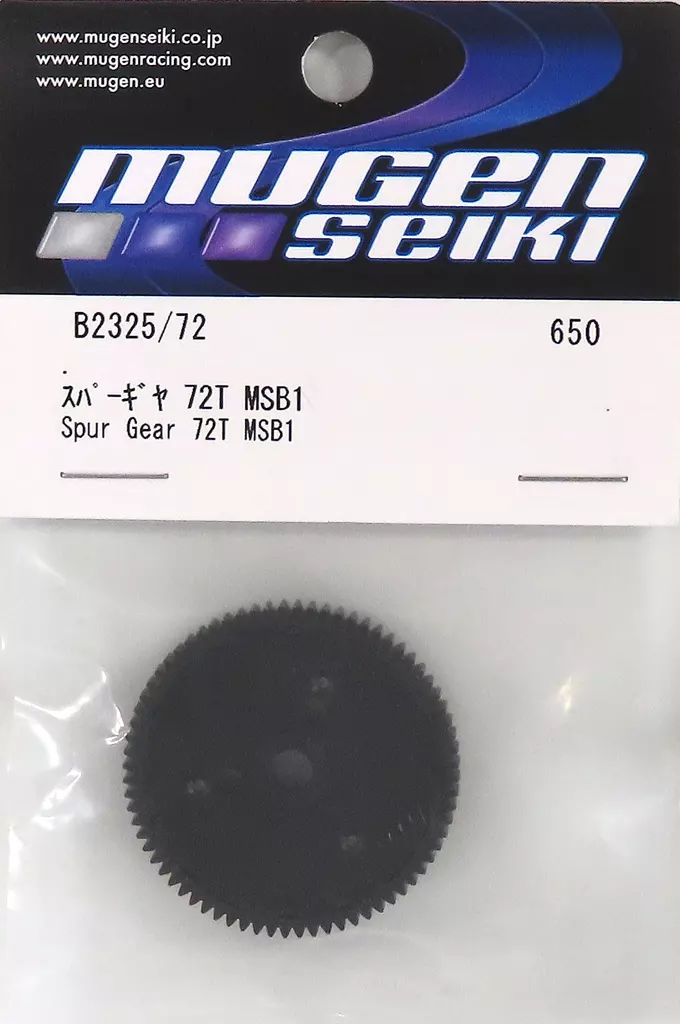 www.mugenseiki.co.jp
www.mugenracing.com
www.mugen.eu
mUGen
seiKI
B2325/72 650
ｽﾊﾟｰｷﾞﾔ 72T MSB1
Spur Gear 72T MSB1